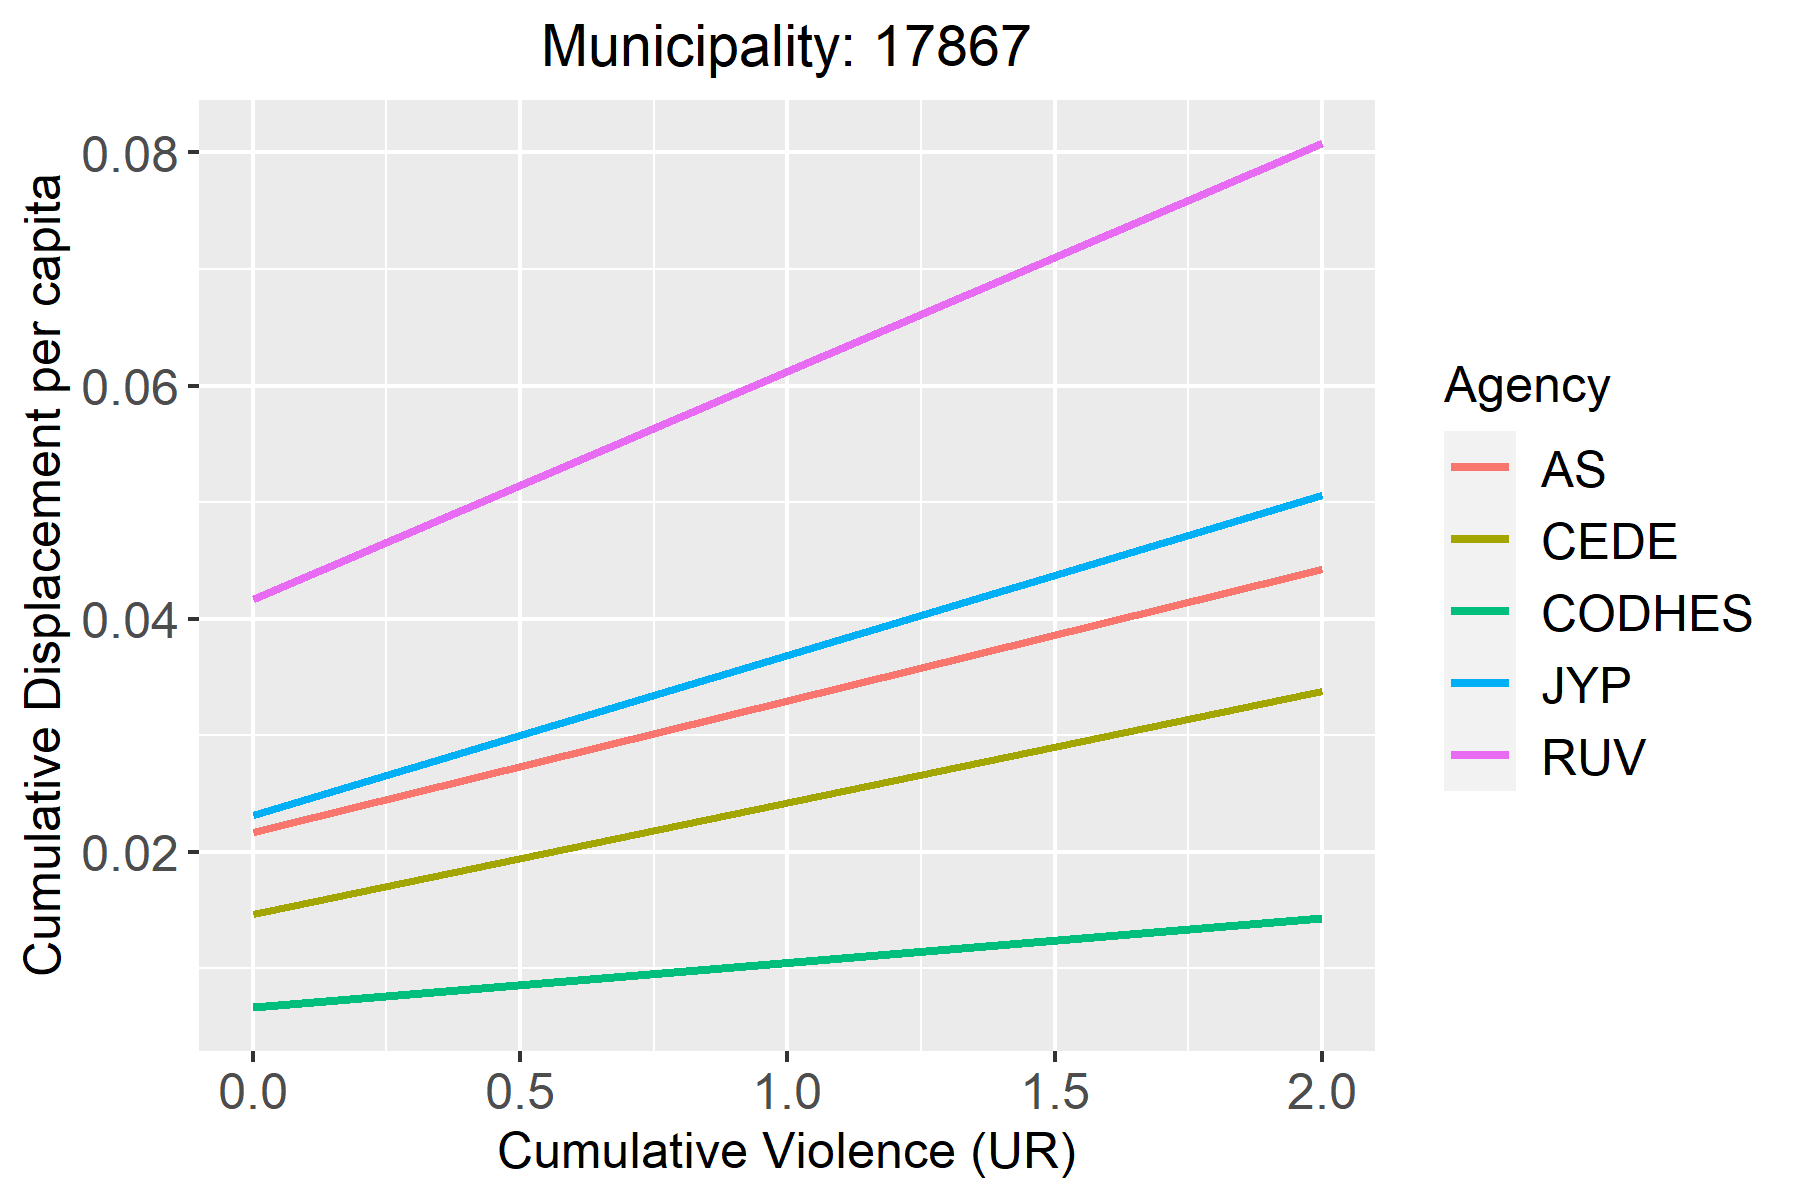 Municipality: 17867
Cumulative Displacement per capita
0.08
0.06
0.04
0.02
0.0 0.5 1.0 1.5 2.0
Cumulative Violence (UR)
Agency
AS
CEDE
CODHES
JYP
RUV